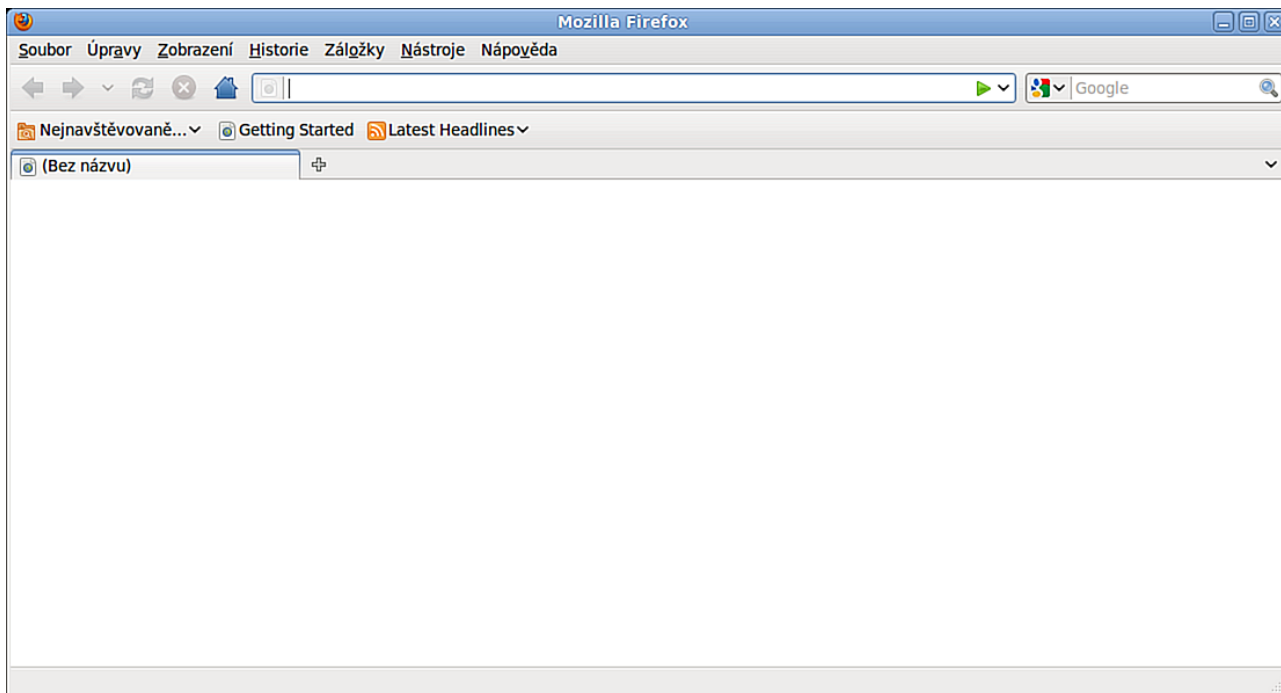 Mozilla Firefox
Soubor Úpravy Zobrazení Historie Záložky Nástroje Nápověda
Google
Nejnavštěvovaně... Getting Started Latest Headlines
(Bez názvu)